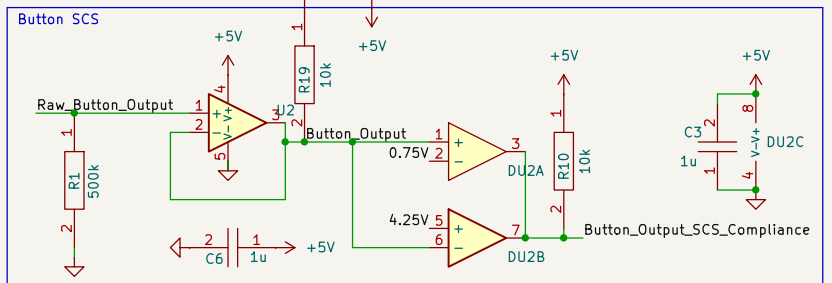 Button SCS
+5V
+5V
+5V
+5V
1
R19
10k
2
Raw_Button_Output
1
2
+
−
4
V+
V−
5
3
U2
1
R1
500k
2
Button_Output
0.75V
1
2
+
−
3
DU2A
4.25V
5
6
+
−
7
DU2B
1
R10
10k
2
Button_Output_SCS_Compliance
2
C3
1u
1
8
V+
V−
4
DU2C
2
1
C6
1u
+5V